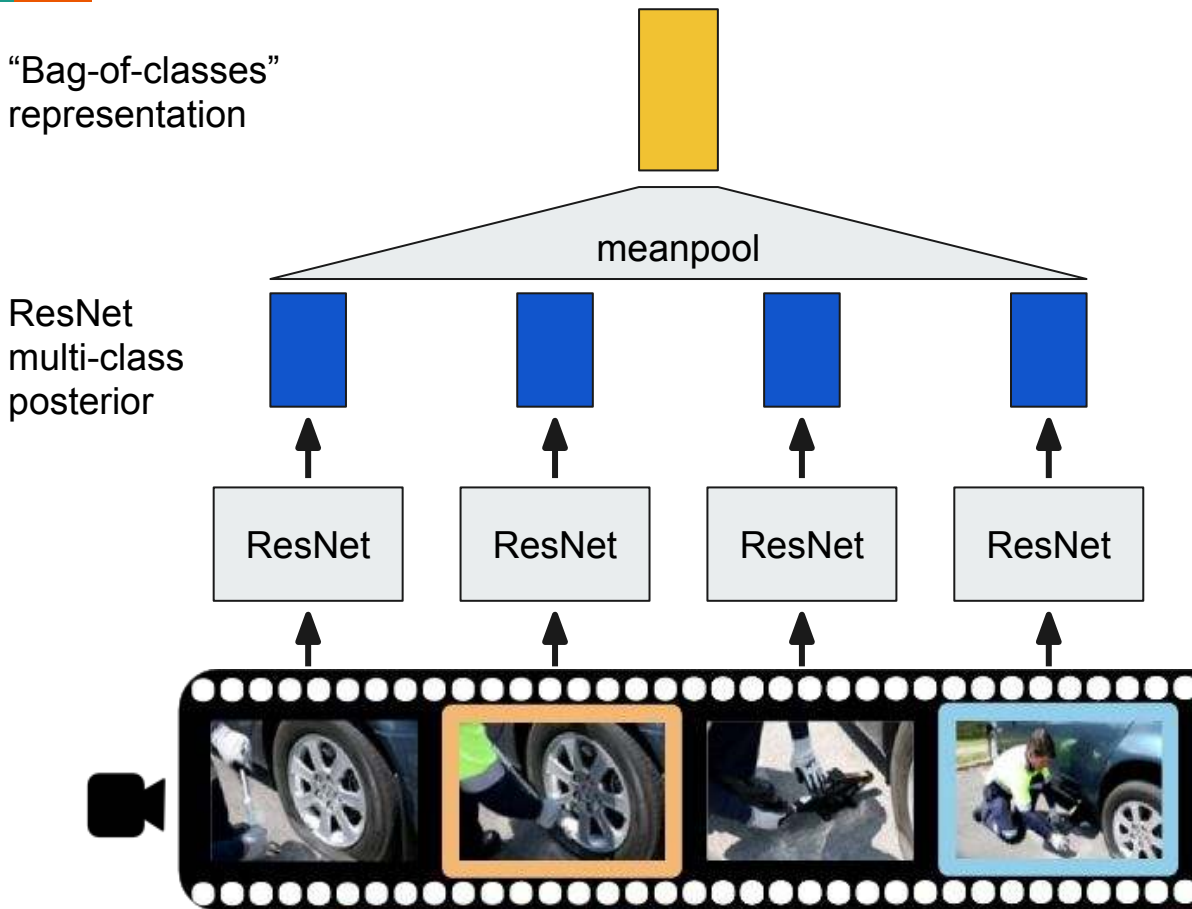 “Bag-of-classes”
representation
meanpool
ResNet
multi-class
posterior
ResNet ResNet ResNet ResNet